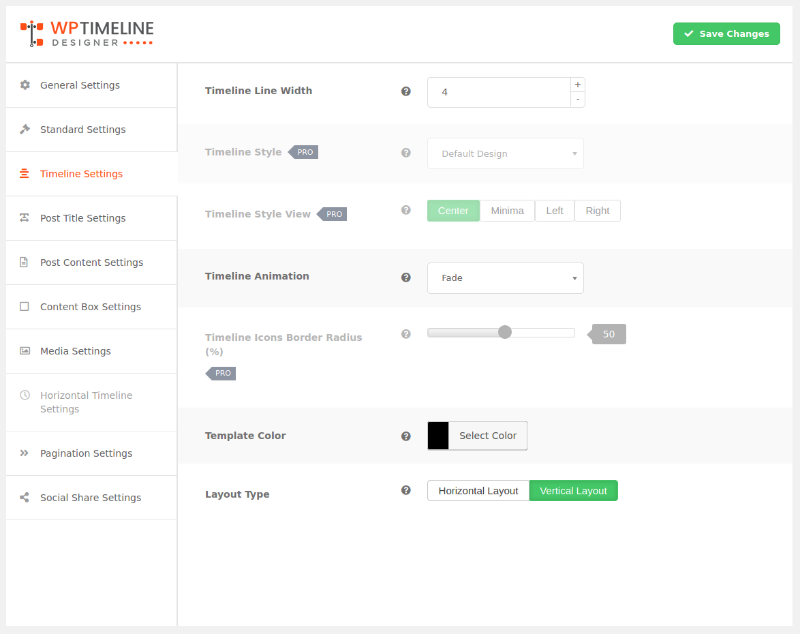 WPTIMELINE
DESIGNER
Save Changes
General Settings
Standard Settings
Timeline Settings
Post Title Settings
Post Content Settings
Content Box Settings
Media Settings
Horizontal Timeline
Settings
Pagination Settings
Social Share Settings
Timeline Line Width
?
4
+
-
Timeline Style PRO
?
Default Design
Timeline Style View PRO
?
Center Minima Left Right
Timeline Animation
?
Fade
Timeline Icons Border Radius
(%)
PRO
?
50
Template Color
?
Select Color
Layout Type
?
Horizontal Layout Vertical Layout